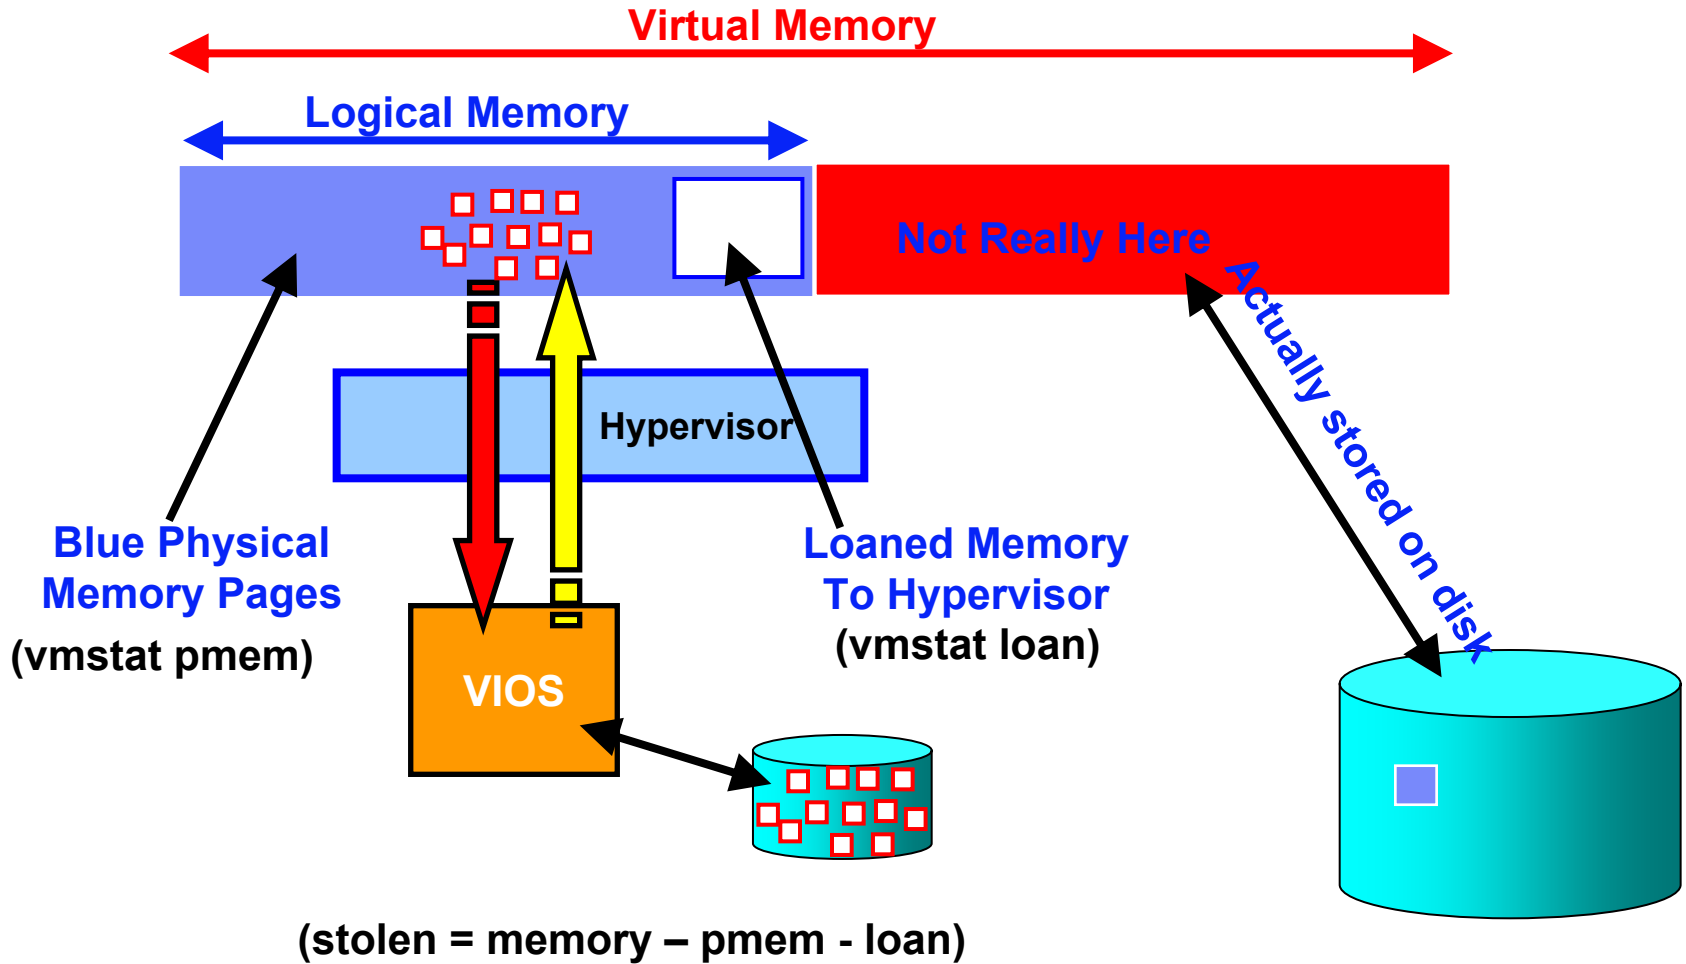 Virtual Memory
Logical Memory
Not Really Here
Actually stored on disk
Hypervisor
Blue Physical
Memory Pages
(vmstat pmem)
Loaned Memory
To Hypervisor
(vmstat loan)
VIOS
(stolen = memory – pmem - loan)